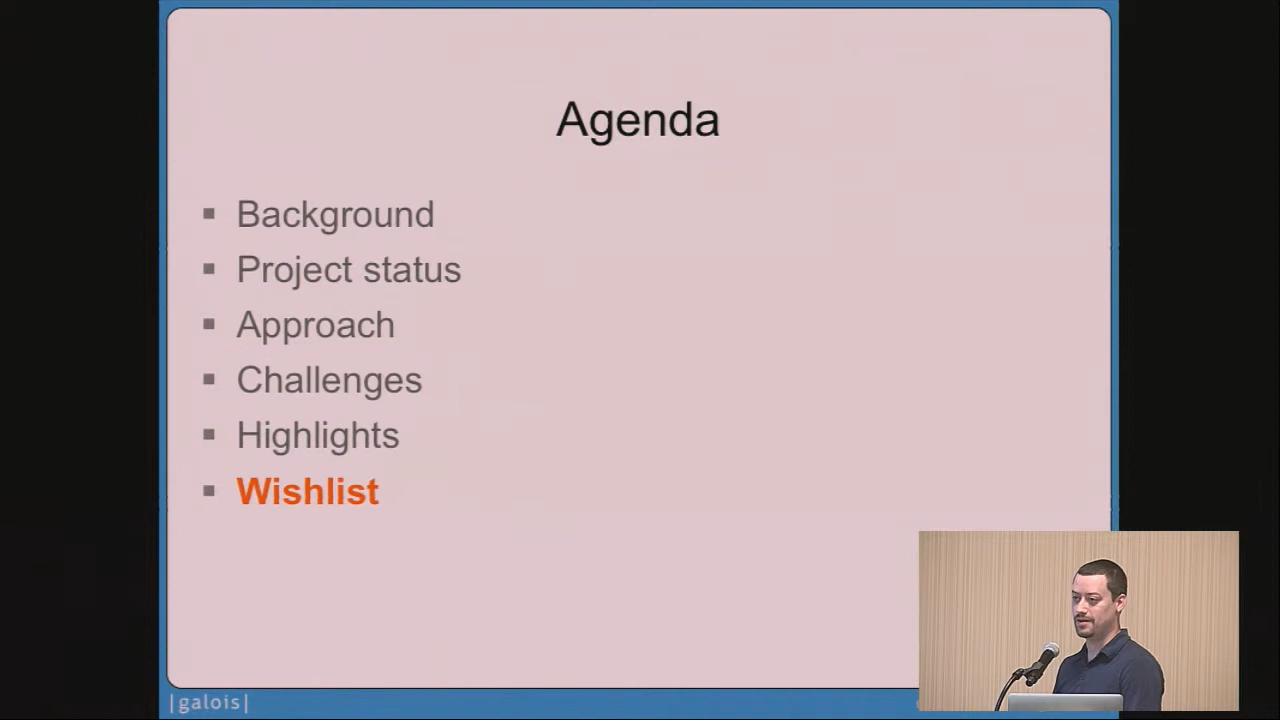 Agenda
▪ Background
▪ Project status
▪ Approach
▪ Challenges
▪ Highlights
▪ Wishlist
|galois|